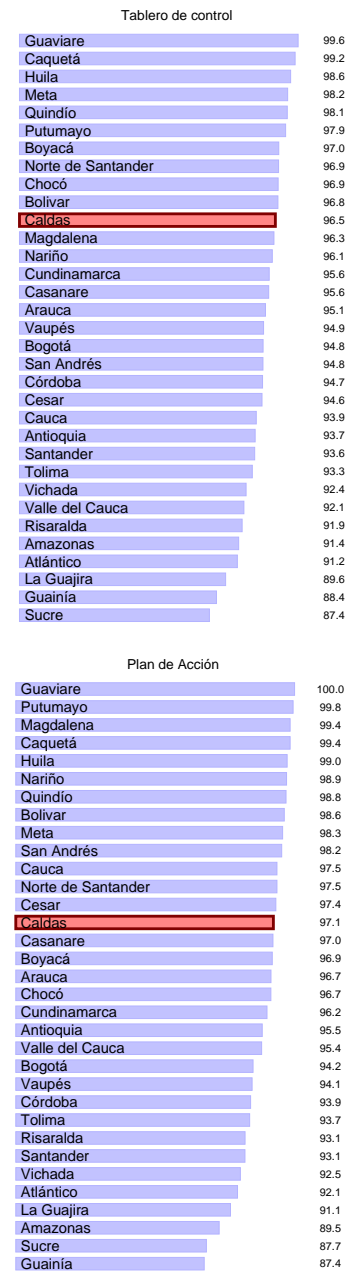 Tablero de control
Guaviare 99.6
Caquetá 99.2
Huila 98.6
Meta 98.2
Quindío 98.1
Putumayo 97.9
Boyacá 97.0
Norte de Santander 96.9
Chocó 96.9
Bolivar 96.8
Caldas 96.5
Magdalena 96.3
Nariño 96.1
Cundinamarca 95.6
Casanare 95.6
Arauca 95.1
Vaupés 94.9
Bogotá 94.8
San Andrés 94.8
Córdoba 94.7
Cesar 94.6
Cauca 93.9
Antioquia 93.7
Santander 93.6
Tolima 93.3
Vichada 92.4
Valle del Cauca 92.1
Risaralda 91.9
Amazonas 91.4
Atlántico 91.2
La Guajira 89.6
Guainía 88.4
Sucre 87.4
Plan de Acción
Guaviare 100.0
Putumayo 99.8
Magdalena 99.4
Caquetá 99.4
Huila 99.0
Nariño 98.9
Quindío 98.8
Bolivar 98.6
Meta 98.3
San Andrés 98.2
Cauca 97.5
Norte de Santander 97.5
Cesar 97.4
Caldas 97.1
Casanare 97.0
Boyacá 96.9
Arauca 96.7
Chocó 96.7
Cundinamarca 96.2
Antioquia 95.5
Valle del Cauca 95.4
Bogotá 94.2
Vaupés 94.1
Córdoba 93.9
Tolima 93.7
Risaralda 93.1
Santander 93.1
Vichada 92.5
Atlántico 92.1
La Guajira 91.1
Amazonas 89.5
Sucre 87.7
Guainía 87.4